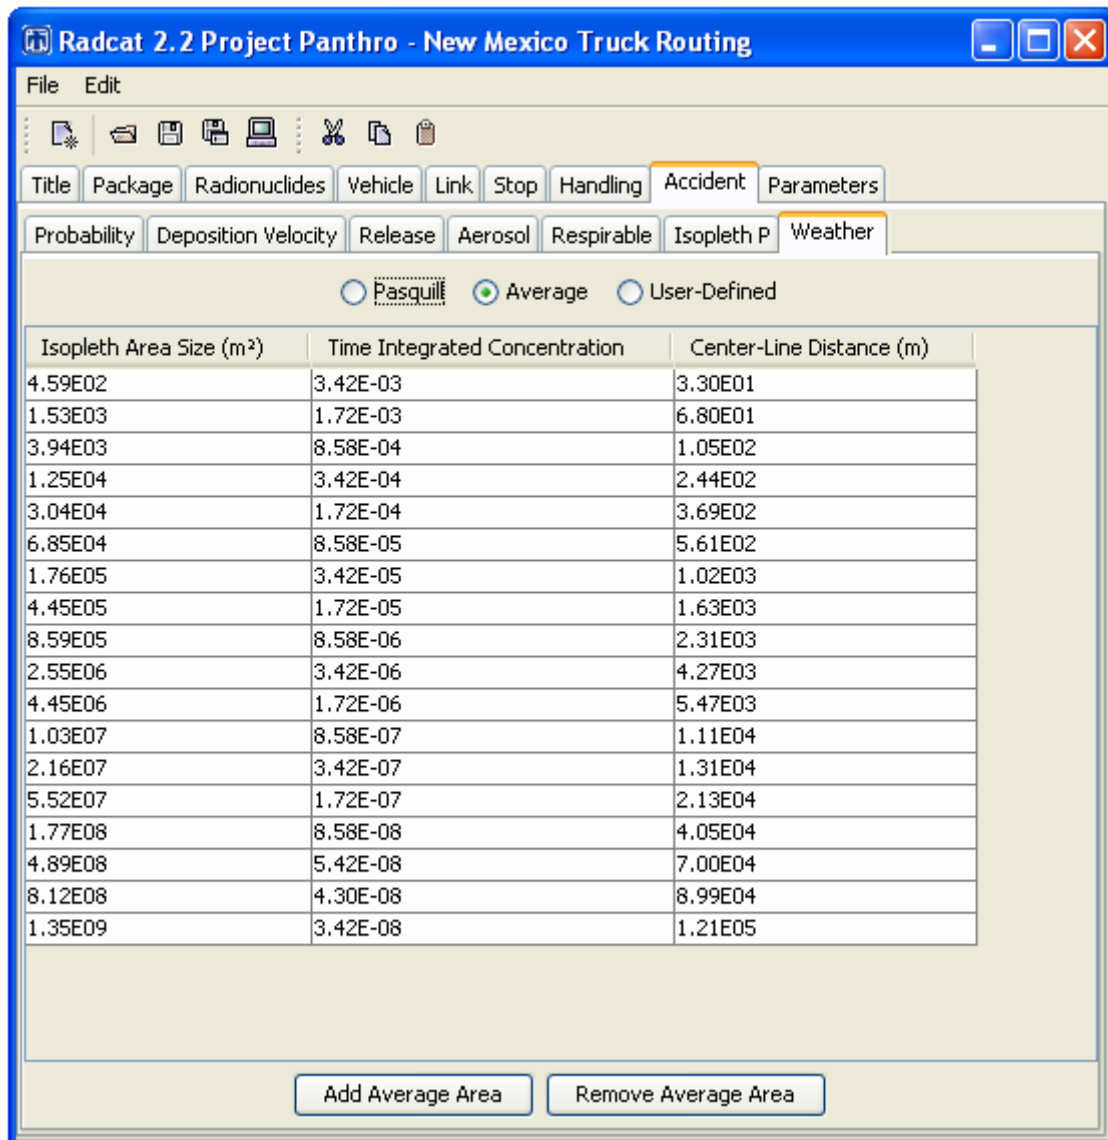 Radcat 2.2 Project Panthro - New Mexico Truck Routing
File Edit
Title Package Radionuclides Vehicle Link Stop Handling Accident Parameters
Probability Deposition Velocity Release Aerosol Respirable Isopleth P Weather
Pasquill Average User-Defined
Isopleth Area Size (m²) Time Integrated Concentration Center-Line Distance (m)
4.59E02 3.42E-03 3.30E01
1.53E03 1.72E-03 6.80E01
3.94E03 8.58E-04 1.05E02
1.25E04 3.42E-04 2.44E02
3.04E04 1.72E-04 3.69E02
6.85E04 8.58E-05 5.61E02
1.76E05 3.42E-05 1.02E03
4.45E05 1.72E-05 1.63E03
8.59E05 8.58E-06 2.31E03
2.55E06 3.42E-06 4.27E03
4.45E06 1.72E-06 5.47E03
1.03E07 8.58E-07 1.11E04
2.16E07 3.42E-07 1.31E04
5.52E07 1.72E-07 2.13E04
1.77E08 8.58E-08 4.05E04
4.89E08 5.42E-08 7.00E04
8.12E08 4.30E-08 8.99E04
1.35E09 3.42E-08 1.21E05
Add Average Area Remove Average Area